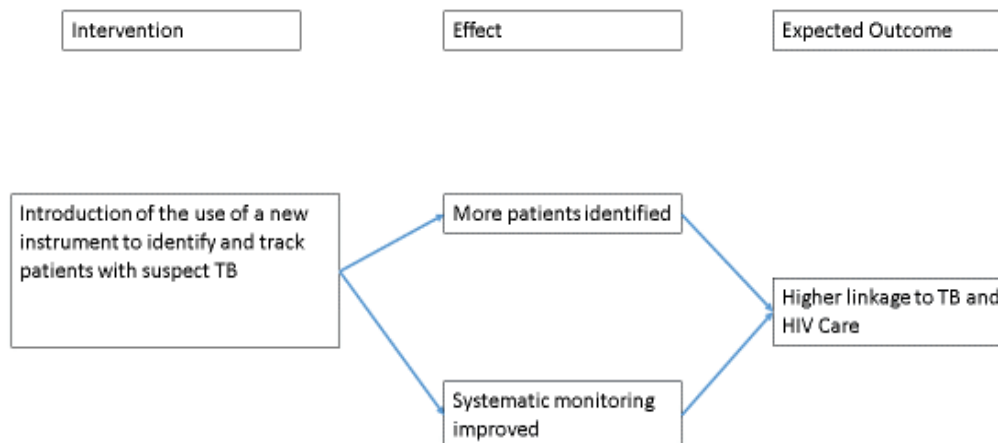 Intervention
Effect
Expected Outcome
Introduction of the use of a new
instrument to identify and track
patients with suspect TB
More patients identified
Higher linkage to TB and
HIV Care
Systematic monitoring
improved